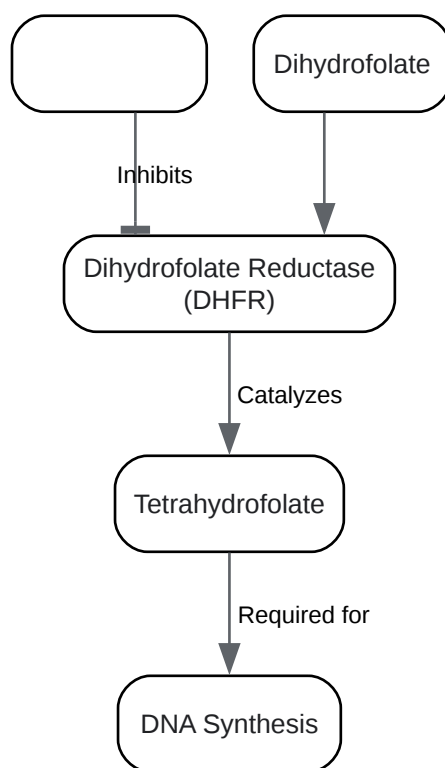 Dihydrofolate
Inhibits
Dihydrofolate Reductase
(DHFR)
Catalyzes
Tetrahydrofolate
Required for
DNA Synthesis